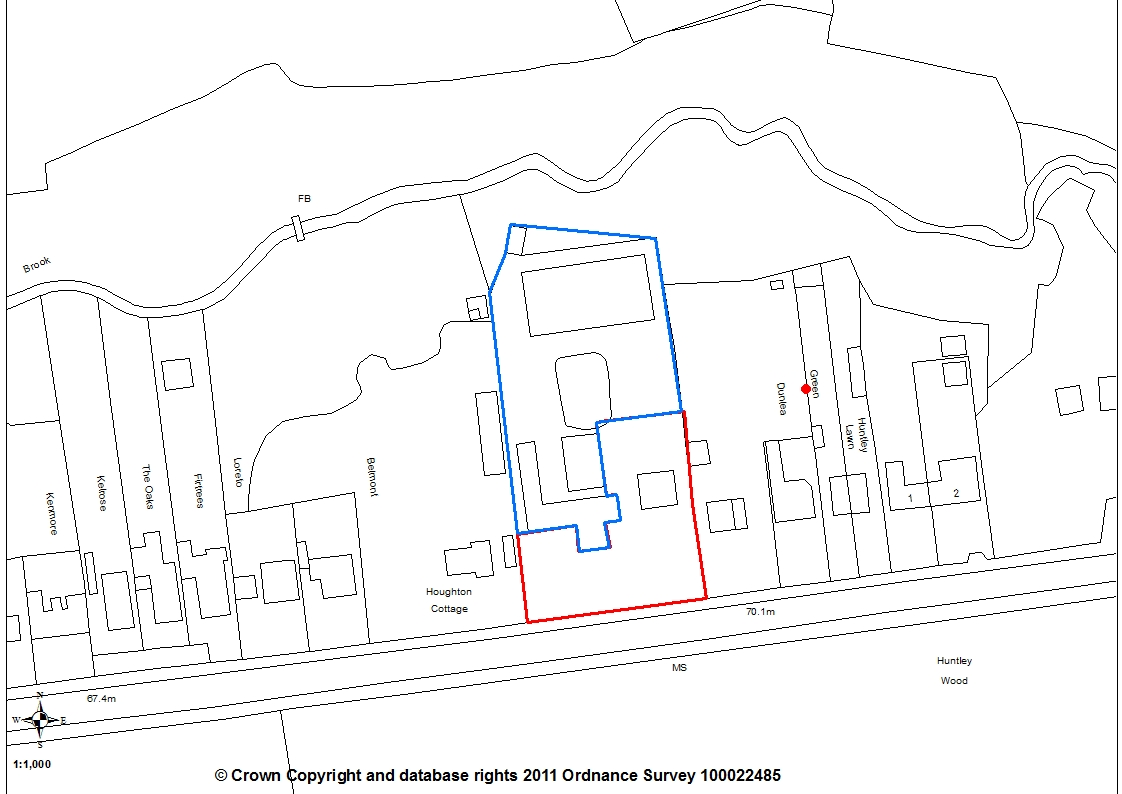 FB
Brook
Green
Dunlea
Huntley
Lawn
Belmont
Loreto
Firtrees
The Oaks
Kelrose
Kenmore
1
2
Houghton
Cottage
70.1m
MS
Huntley
Wood
67.4m
N
W
E
S
1:1,000
© Crown Copyright and database rights 2011 Ordnance Survey 100022485